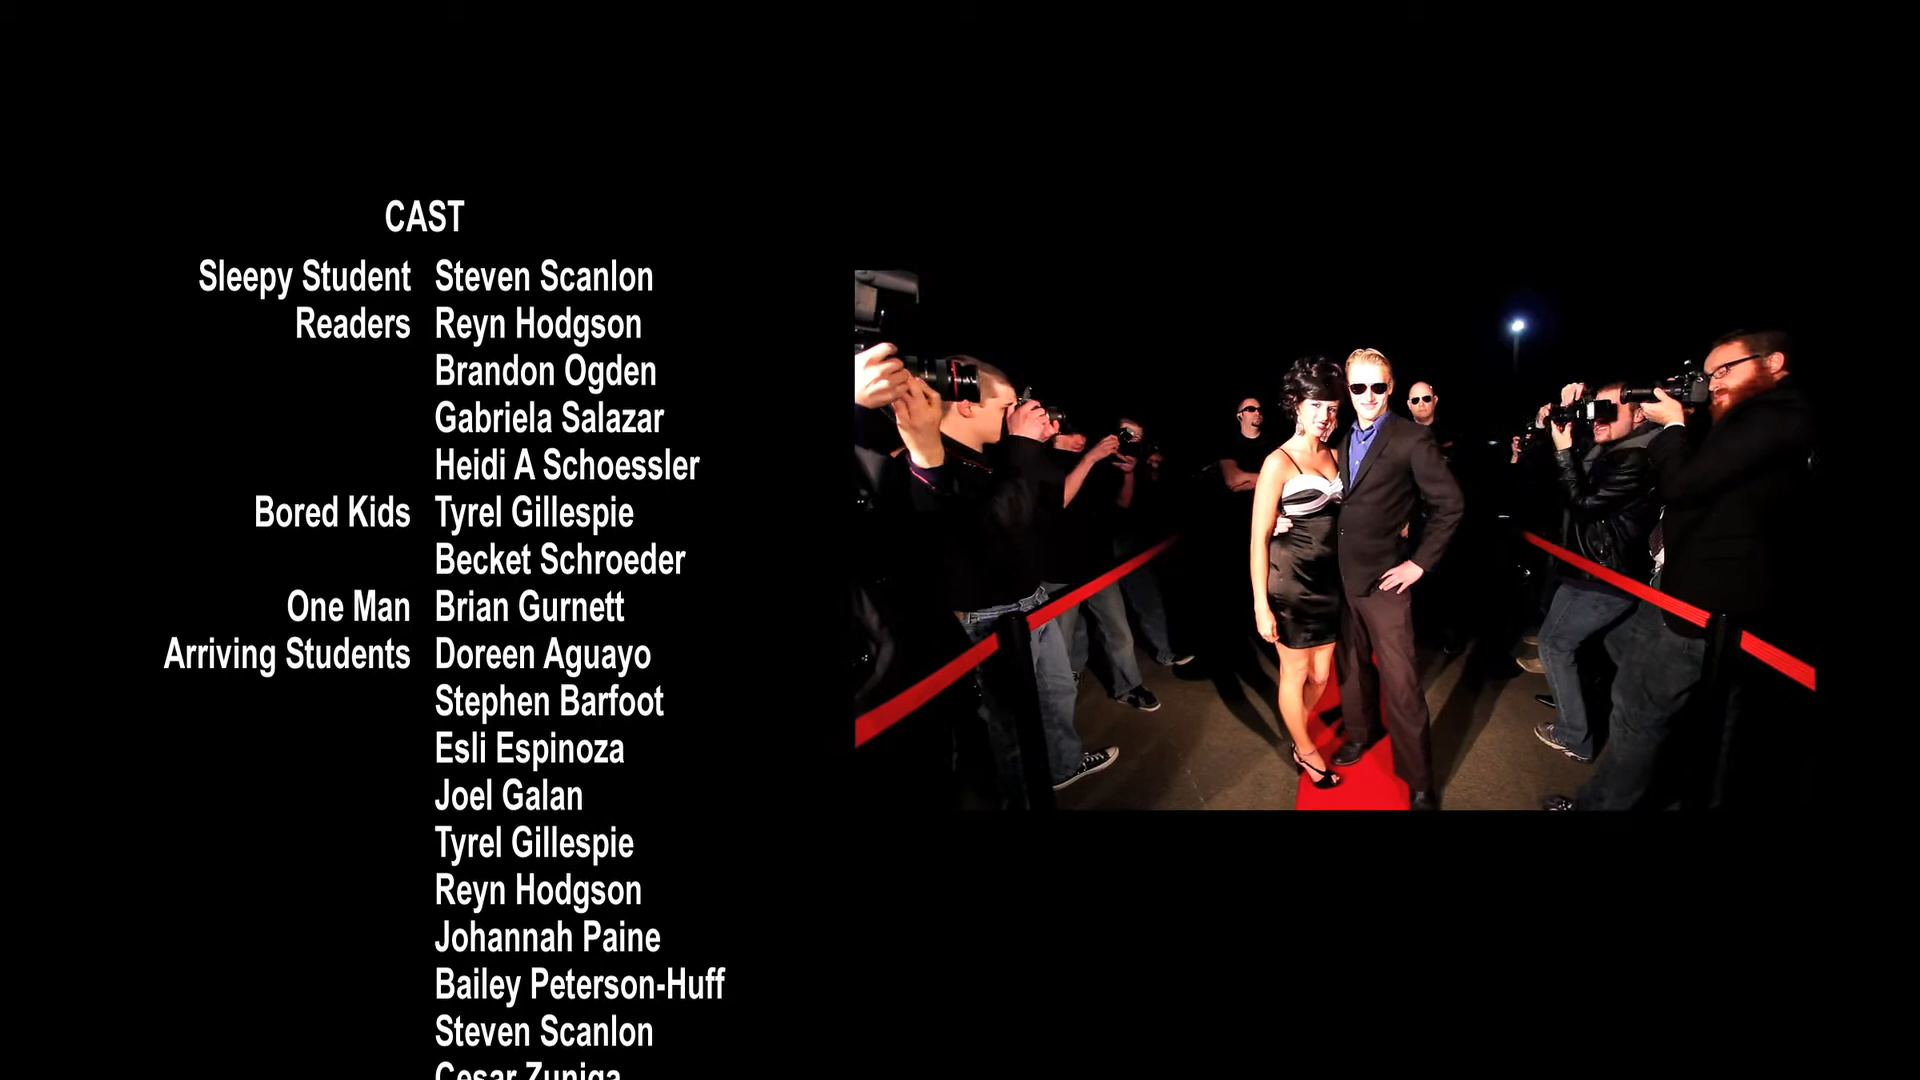 CAST
Sleepy Student Steven Scanlon
Readers Reyn Hodgson
Brandon Ogden
Gabriela Salazar
Heidi A Schoessler
Bored Kids Tyrel Gillespie
Becket Schroeder
One Man Brian Gurnett
Arriving Students Doreen Aguayo
Stephen Barfoot
Esli Espinoza
Joel Galan
Tyrel Gillespie
Reyn Hodgson
Johannah Paine
Bailey Peterson-Huff
Steven Scanlon
Cesar Zuniga